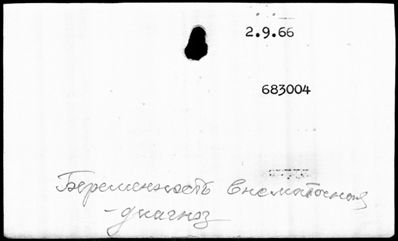 2.9.66
683004
Беременность внематочная
- диагноз